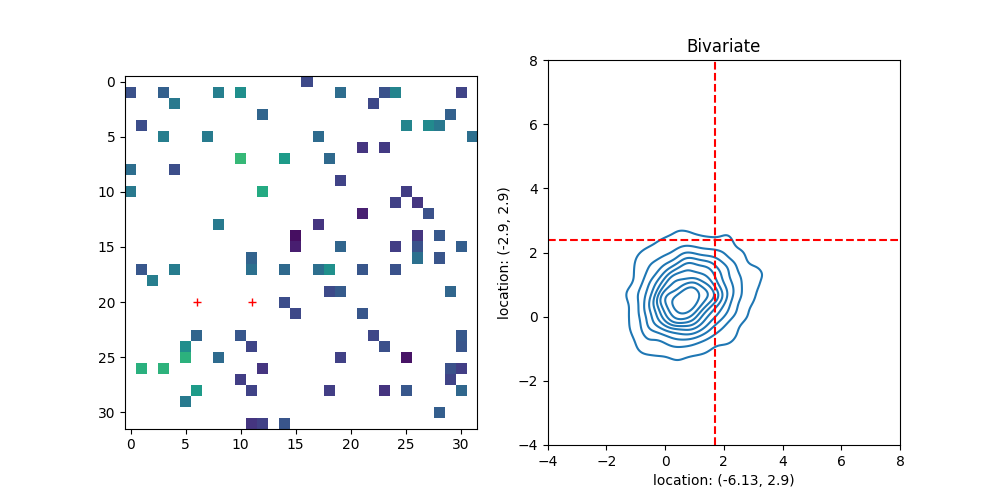 0
5
10
15
20
25
30
0 5 10 15 20 25 30
Bivariate
8
6
4
2
0
−2
−4
location: (-2.9, 2.9)
−4 −2 0 2 4 6 8
location: (-6.13, 2.9)